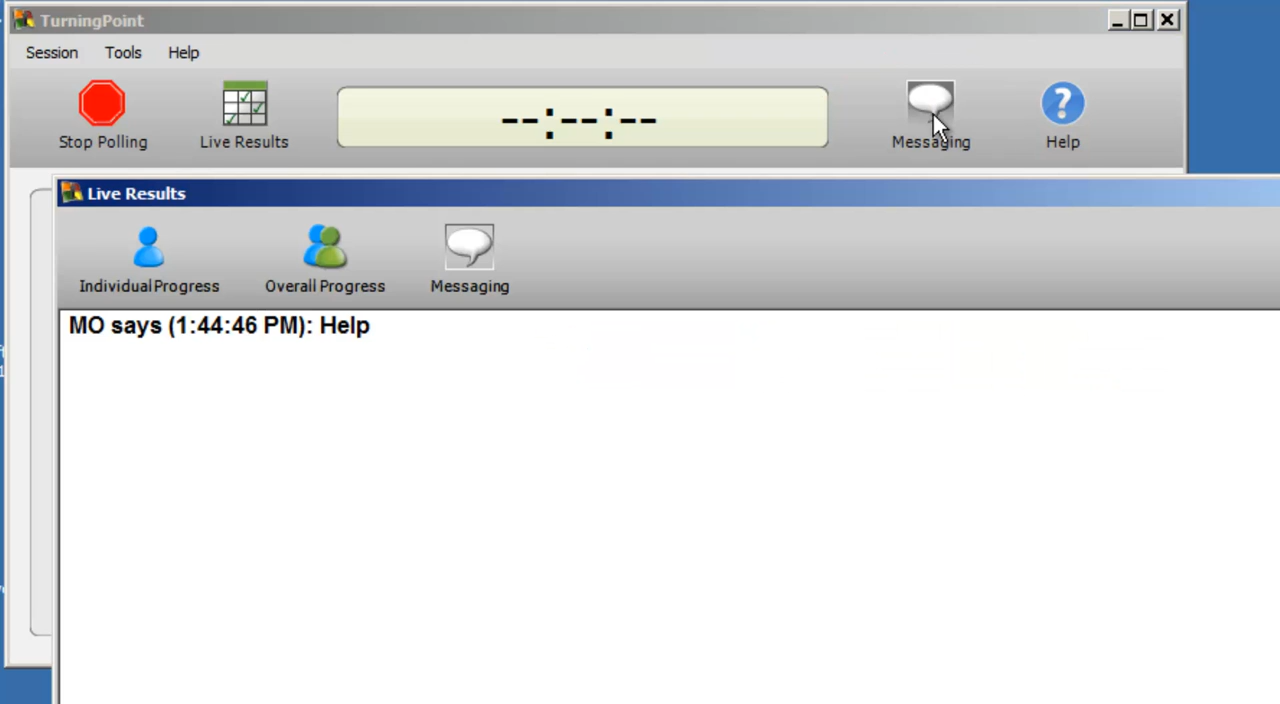 TurningPoint
Session Tools Help
--:--:--
Stop Polling Live Results Messaging Help
Live Results
Individual Progress Overall Progress Messaging
MO says (1:44:46 PM): Help